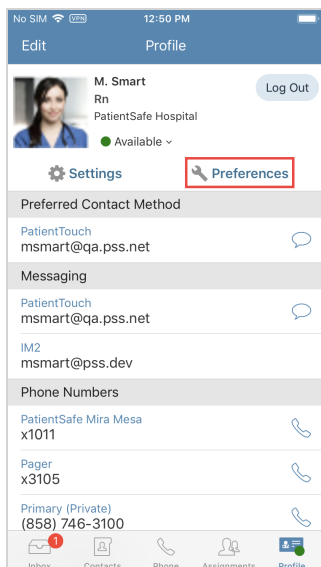 No SIM VPN 12:50 PM
Edit Profile
M. Smart
Rn
Log Out
PatientSafe Hospital
Available
Settings Preferences
Preferred Contact Method
PatientTouch
msmart@qa.pss.net
Messaging
PatientTouch
msmart@qa.pss.net
IM2
msmart@pss.dev
Phone Numbers
PatientSafe Mira Mesa
x1011
Pager
x3105
Primary (Private)
(858) 746-3100
1
Inbox Contacts Phone Assignments Profile